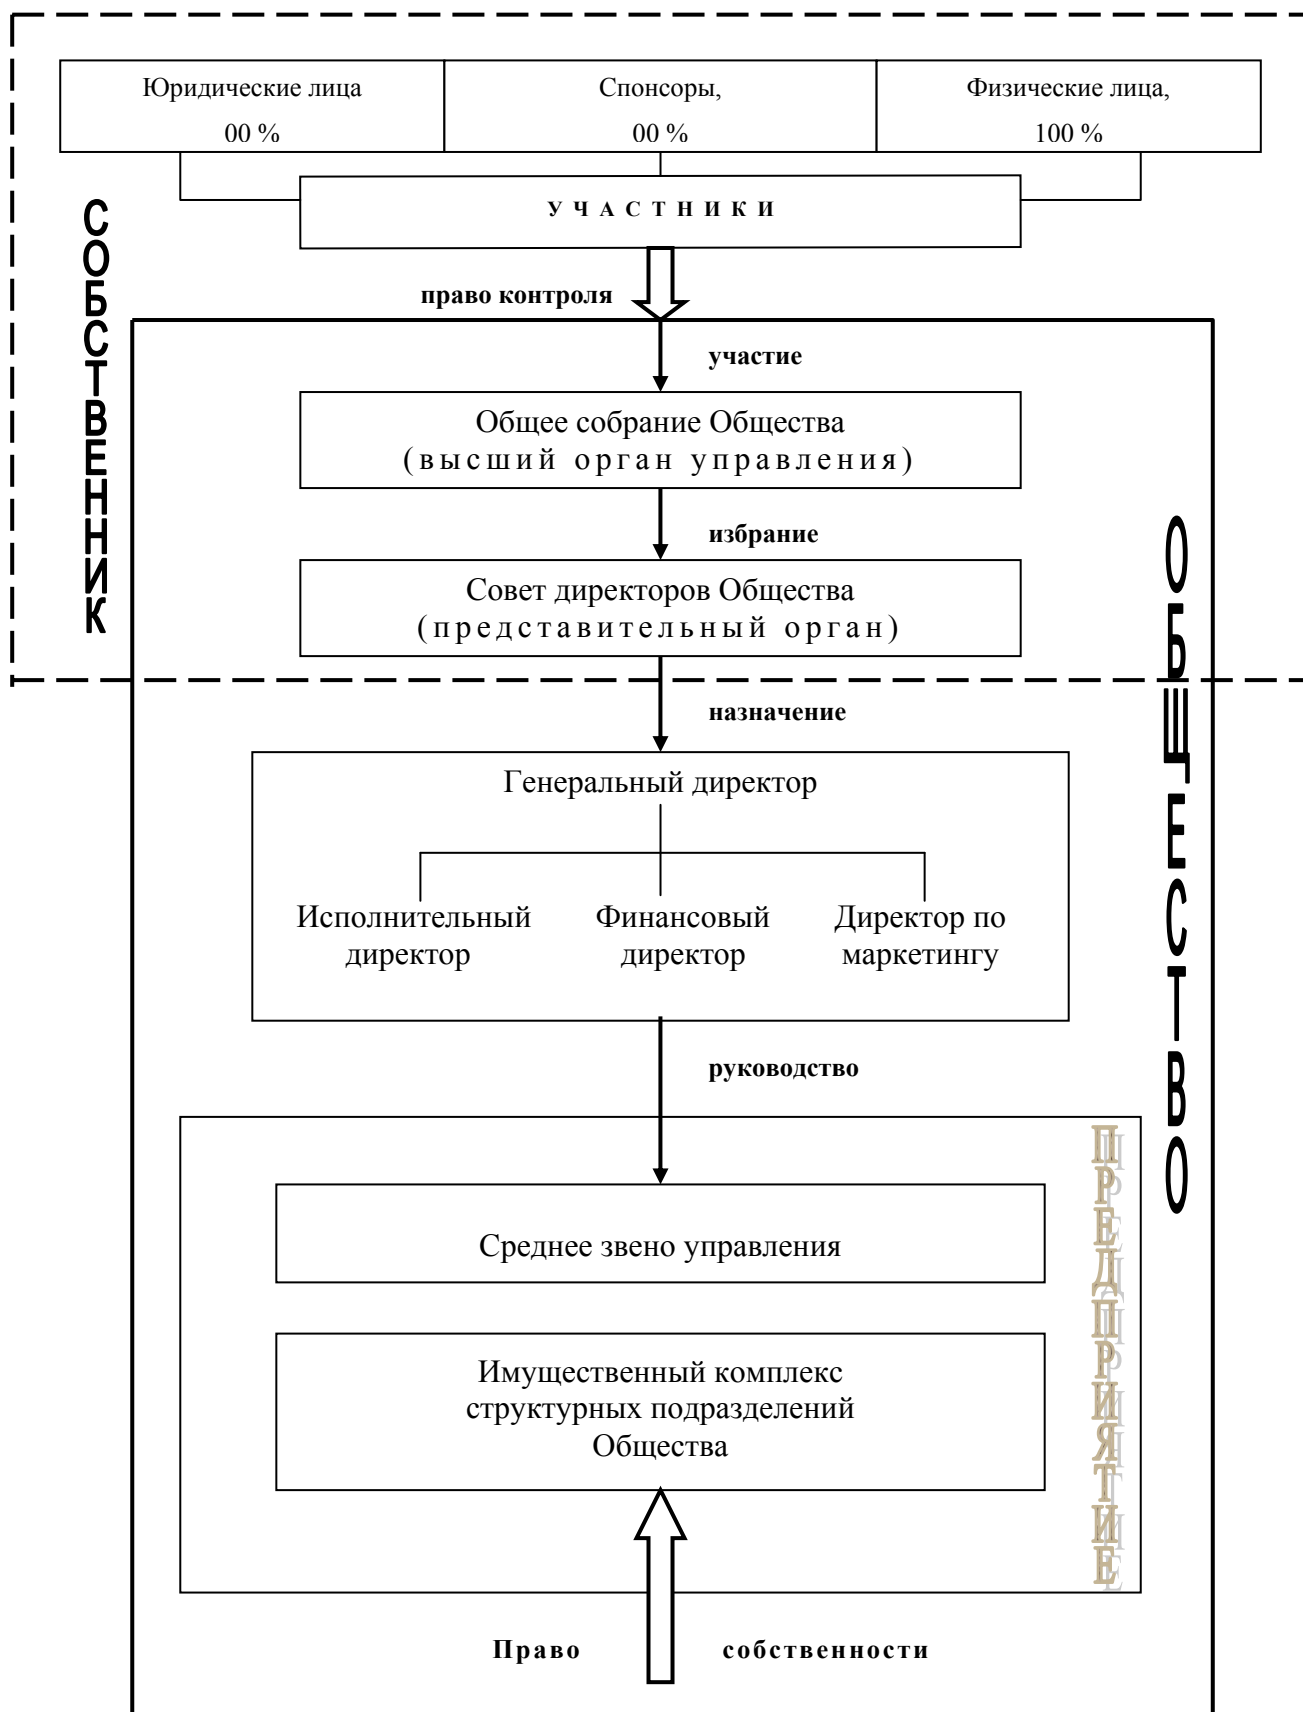 Юридические лица
00 %
Спонсоры,
00 %
Физические лица,
100 %
У Ч А С Т Н И К И
СОБСТВЕННИК
право контроля
участие
Общее собрание Общества
(высший орган управления)
избрание
Совет директоров Общества
(представительный орган)
ОБЩЕСТВО
назначение
Генеральный директор
Исполнительный
директор
Финансовый
директор
Директор по
маркетингу
руководство
ПРЕДПРИЯТИЕ
Среднее звено управления
Имущественный комплекс
структурных подразделений
Общества
Право собственности